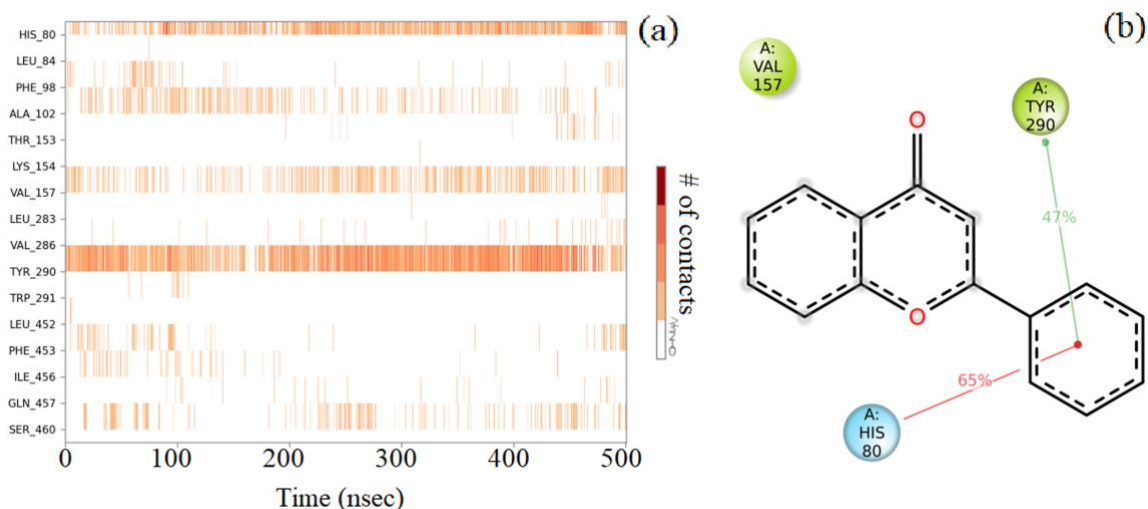 (a)
HIS_80
LEU_84
PHE_98
ALA_102
THR_153
LYS_154
VAL_157
LEU_283
VAL_286
TYR_290
TRP_291
LEU_452
PHE_453
ILE_456
GLN_457
SER_460
0 100 200 300 400 500
Time (nsec)
# of contacts
(b)
A:
VAL
157
A:
TYR
290
O
47%
O
65%
A:
HIS
80